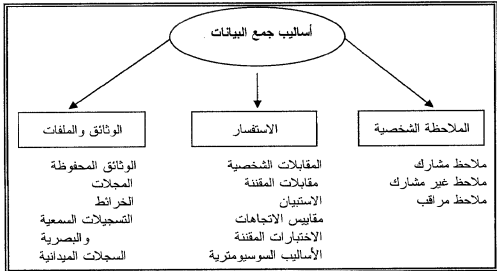 أساليب جمع البيانات
الملاحظة الشخصية
ملاحظ مشارك
ملاحظ غير مشارك
ملاحظ مراقب
الاستفسار
المقابلات الشخصية
مقابلات المقننة
الاستبيان
مقاييس الاتجاهات
الاختبارات المقننة
الأساليب السوسيومترية
الوثائق والملفات
الوثائق المحفوظة
المجلات
الخرائط
التسجيلات السمعية
والبصرية
السجلات الميدانية